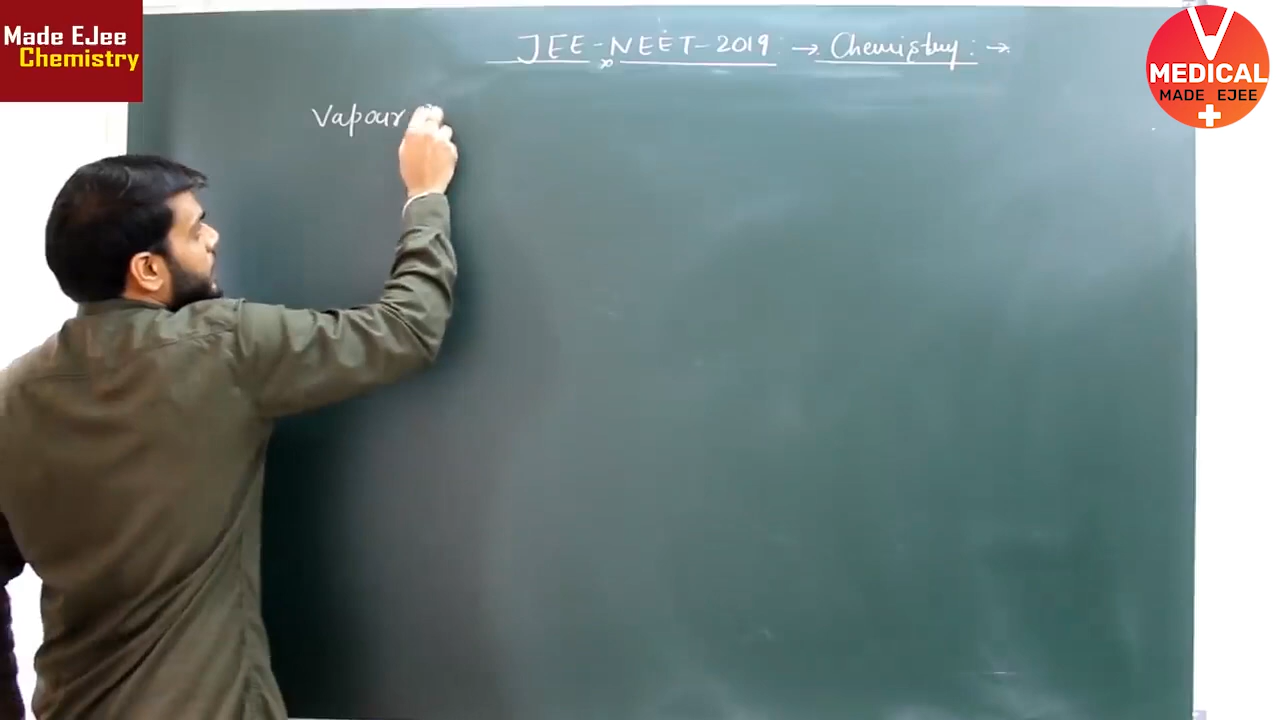 Made EJee
Chemistry
JEE-NEET-2019 → Chemistry : →
Vapour
V
MEDICAL
MADE EJEE